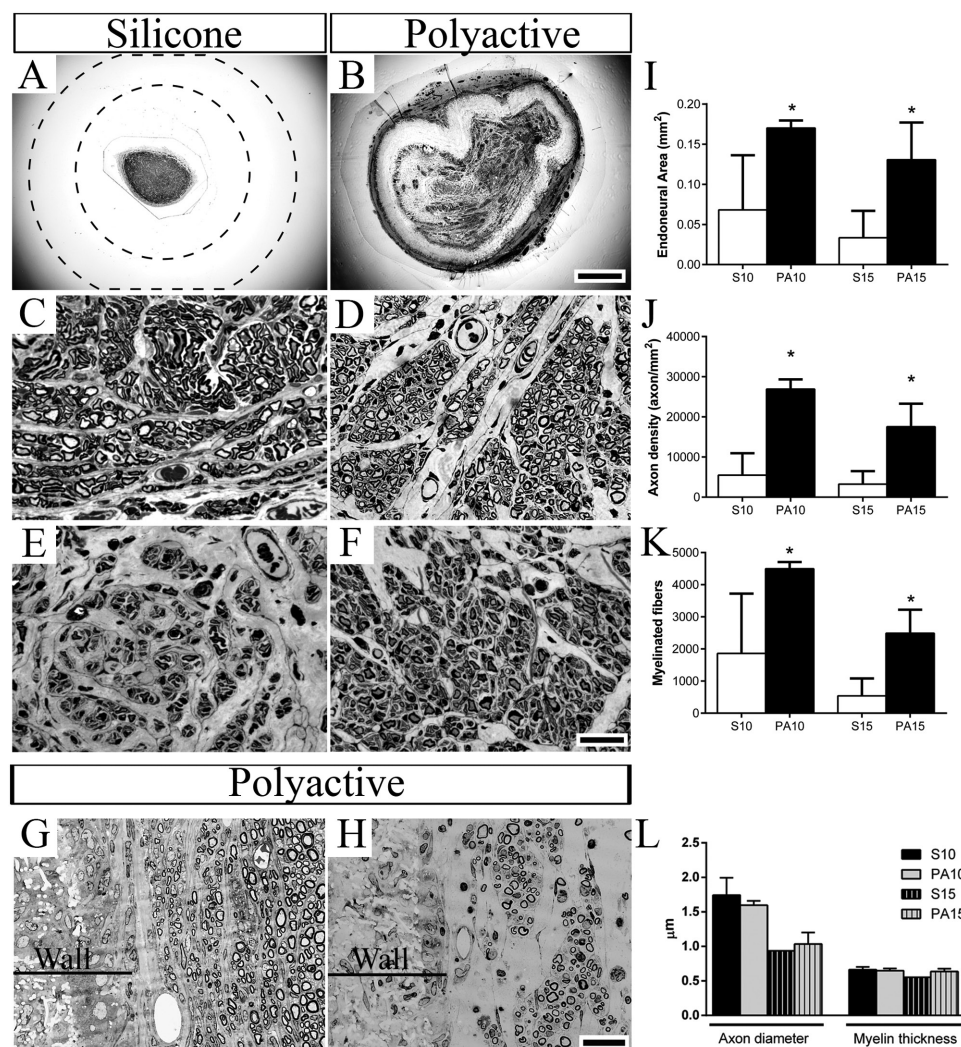 Silicone
Polyactive
A
B
C
D
E
F
Polyactive
G
Wall
H
Wall
I
Endoneural Area (mm²)
0.20
0.15
0.10
0.05
0.00
*
*
S10 PA10 S15 PA15
J
Axon density (axon/mm²)
40000
30000
20000
10000
0
*
*
S10 PA10 S15 PA15
K
Myelinated fibers
5000
4000
3000
2000
1000
0
*
*
S10 PA10 S15 PA15
L
µm
2.5
2.0
1.5
1.0
0.5
0.0
S10
PA10
S15
PA15
Axon diameter
Myelin thickness